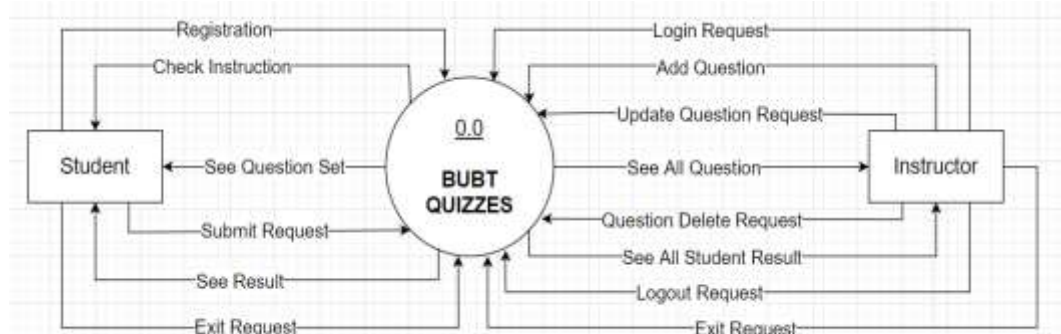 Registration
Login Request
Check Instruction
Add Question
Update Question Request
0.0
Student
See Question Set
BUBT
QUIZZES
See All Question
Instructor
Submit Request
Question Delete Request
See All Student Result
See Result
Logout Request
Exit Request
Exit Request